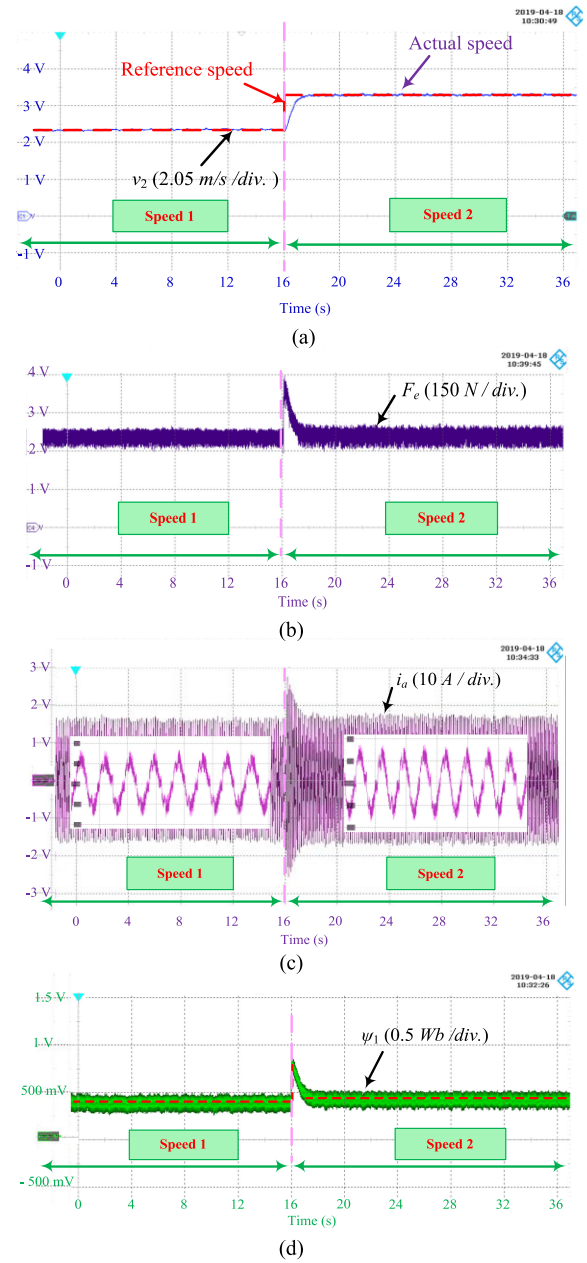 2019-04-18
10:30:49
4 V
Reference speed
Actual speed
3 V
2 V
v₂ (2.05 m/s /div. )
1 V
Speed 1
Speed 2
-1 V
0 4 8 12 16 20 24 28 32 36
Time (s)
(a)
2019-04-18
10:39:45
4 V
Fₑ (150 N / div.)
3 V
2 V
1 V
Speed 1
Speed 2
-1 V
0 4 8 12 16 20 24 28 32 36
Time (s)
(b)
2019-04-18
10:34:33
3 V
iₐ (10 A / div.)
2 V
1 V
-1 V
-2 V
Speed 1
Speed 2
-3 V
0 4 8 12 16 20 24 28 32 36
Time (s)
(c)
2019-04-18
10:32:26
1.5 V
1 V
ψ₁ (0.5 Wb /div.)
500 mV
Speed 1
Speed 2
- 500 mV
0 4 8 12 16 20 24 28 32 36
Time (s)
(d)